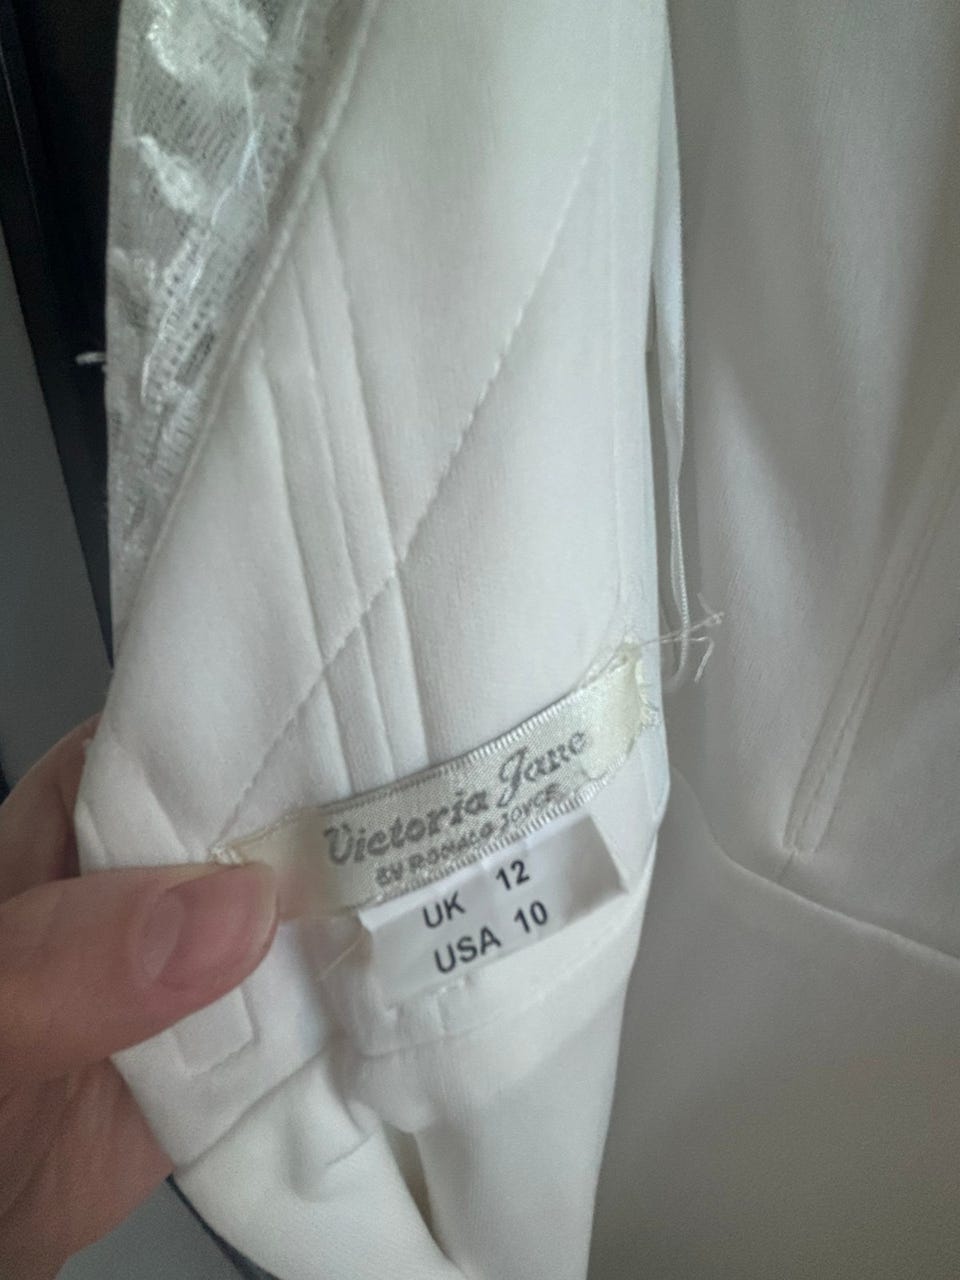 Victoria Jane
BY RONALD JOYCE
UK 12
USA 10